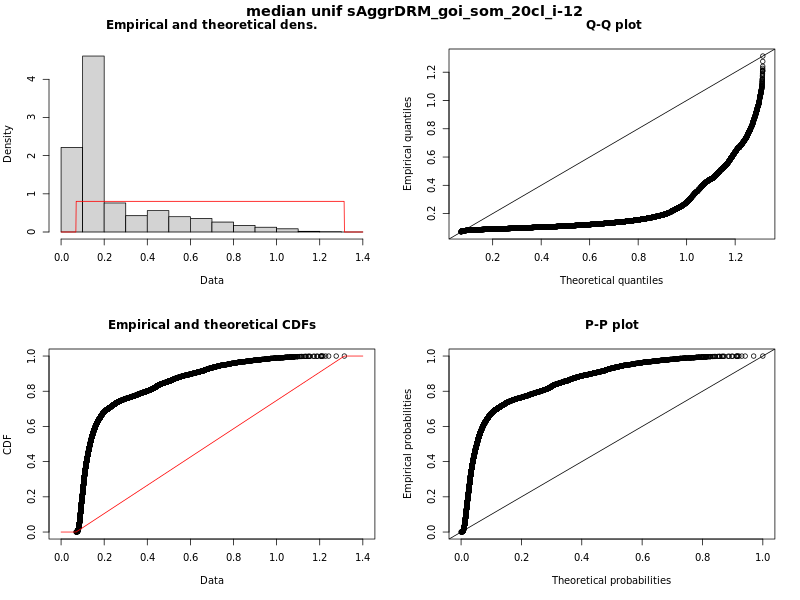 median unif sAggrDRM_goi_som_20cl_i-12
Empirical and theoretical dens.
Density
0 1 2 3 4
0.0 0.2 0.4 0.6 0.8 1.0 1.2 1.4
Data
Q-Q plot
Empirical quantiles
0.2 0.4 0.6 0.8 1.0 1.2
0.2 0.4 0.6 0.8 1.0 1.2
Theoretical quantiles
Empirical and theoretical CDFs
CDF
0.0 0.2 0.4 0.6 0.8 1.0
0.0 0.2 0.4 0.6 0.8 1.0 1.2 1.4
Data
P-P plot
Empirical probabilities
0.0 0.2 0.4 0.6 0.8 1.0
0.0 0.2 0.4 0.6 0.8 1.0
Theoretical probabilities